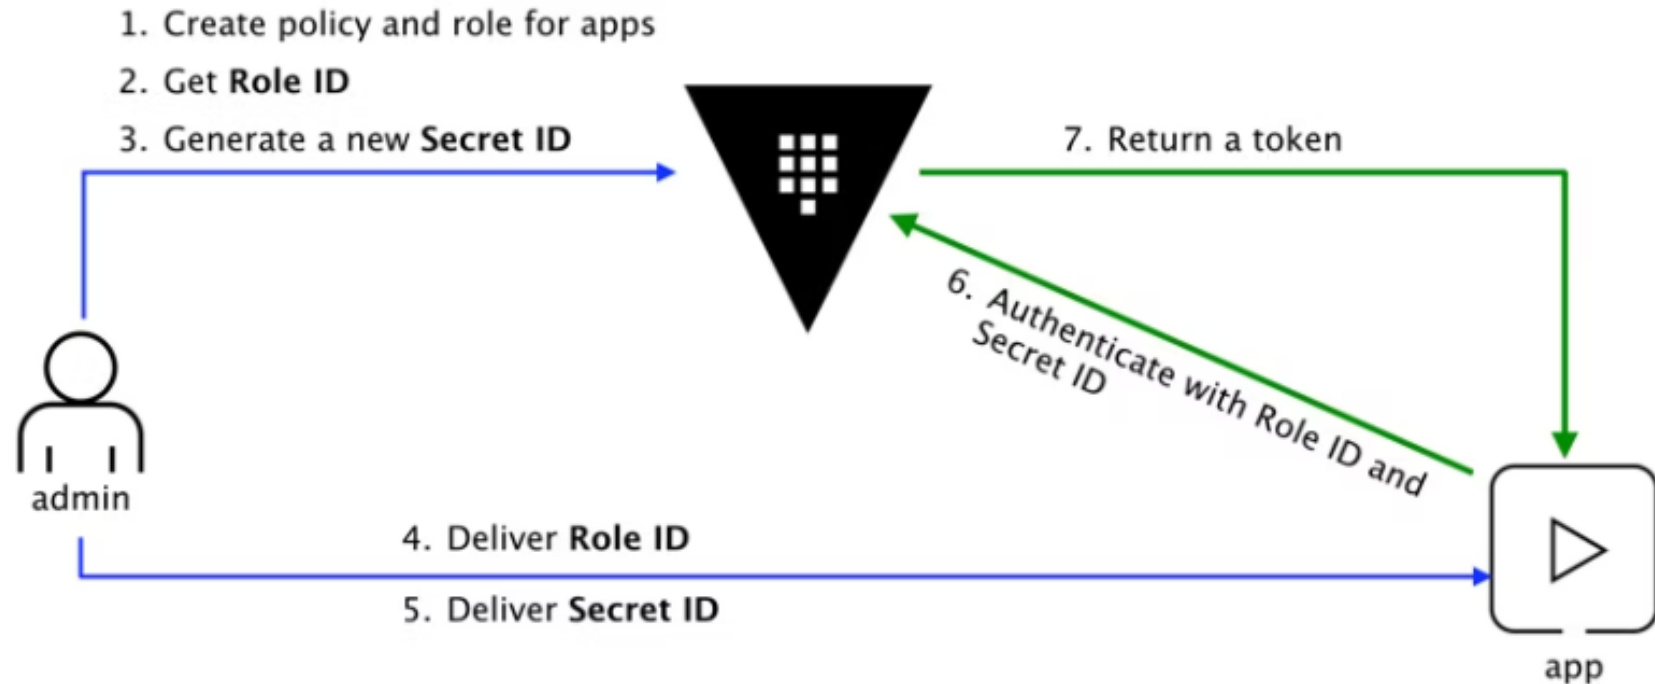 1. Create policy and role for apps
2. Get Role ID
3. Generate a new Secret ID
7. Return a token
6. Authenticate with Role ID and
Secret ID
admin
4. Deliver Role ID
5. Deliver Secret ID
app